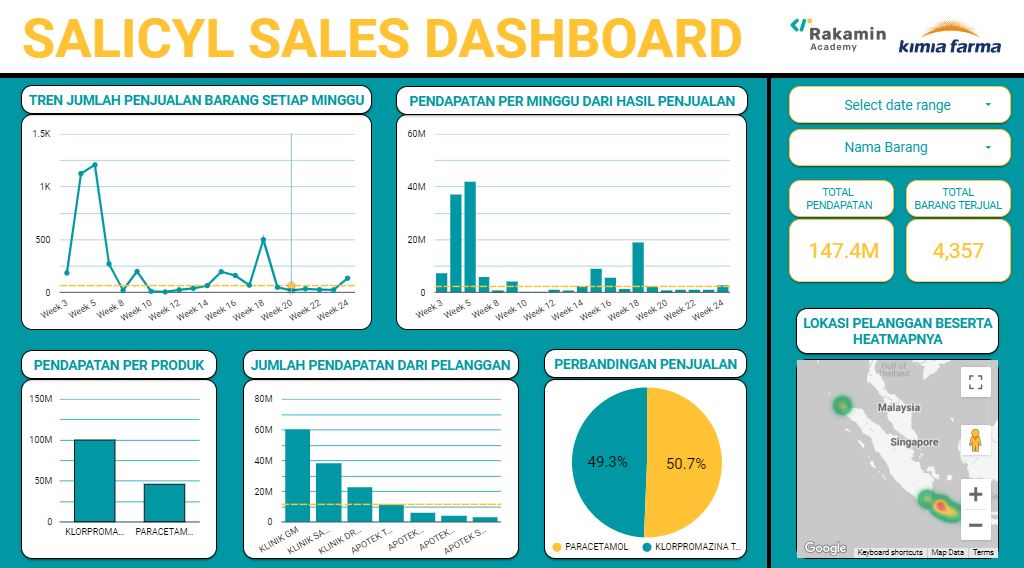 SALICYL SALES DASHBOARD
</> Rakamin
Academy
kimia farma
TREN JUMLAH PENJUALAN BARANG SETIAP MINGGU
1.5K
1K
500
0
Week 3
Week 5
Week 8
Week 10
Week 12
Week 14
Week 16
Week 18
Week 20
Week 22
Week 24
PENDAPATAN PER MINGGU DARI HASIL PENJUALAN
60M
40M
20M
0
Week 3
Week 5
Week 8
Week 10
Week 12
Week 14
Week 16
Week 18
Week 20
Week 22
Week 24
Select date range
Nama Barang
TOTAL
PENDAPATAN
147.4M
TOTAL
BARANG TERJUAL
4,357
PENDAPATAN PER PRODUK
150M
100M
50M
0
KLORPROMA...
PARACETAM...
JUMLAH PENDAPATAN DARI PELANGGAN
80M
60M
40M
20M
0
KLINIK GM
KLINIK SA...
KLINIK DR...
APOTEK T...
APOTEK...
APOTEK...
APOTEK S...
PERBANDINGAN PENJUALAN
49.3%
50.7%
PARACETAMOL
KLORPROMAZINA T...
LOKASI PELANGGAN BESERTA
HEATMAPNYA
Gulf of
Thailand
Malaysia
Singapore
Google
Keyboard shortcuts
Map Data
Terms